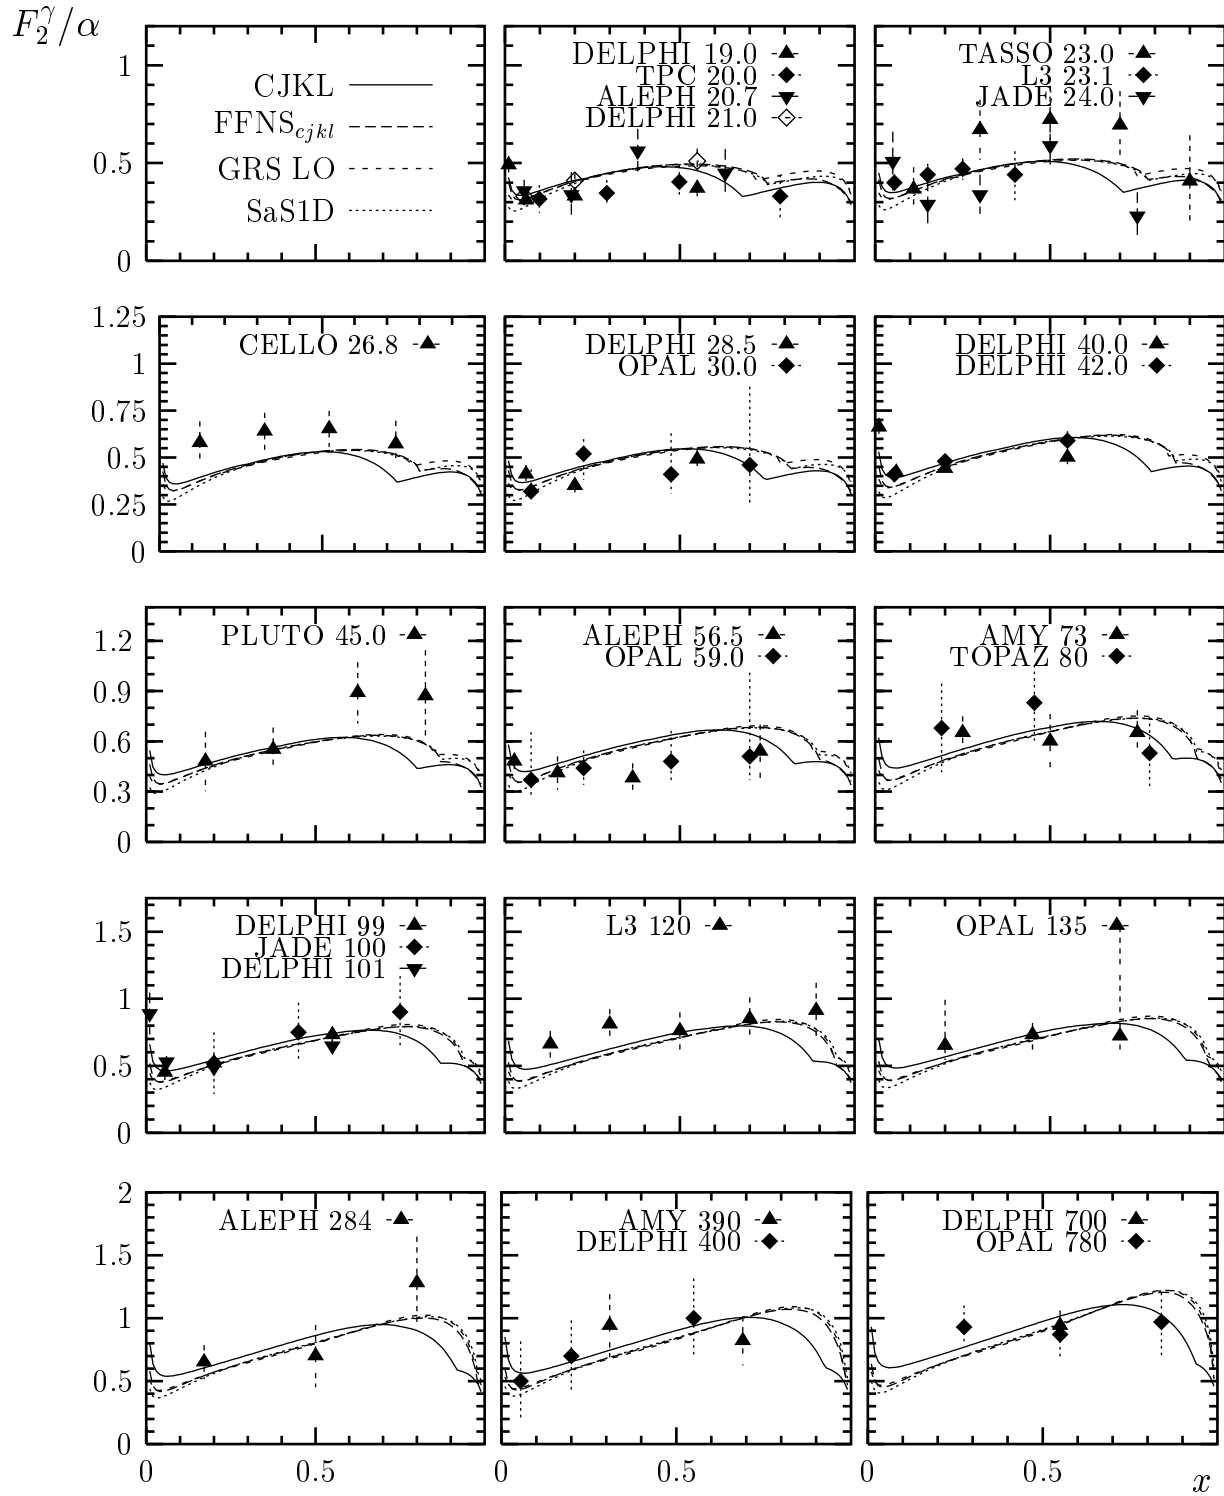 F₂^γ/α
1
0.5
0
CJKL
FFNS_cjkl
GRS LO
SaS1D
DELPHI 19.0
TPC 20.0
ALEPH 20.7
DELPHI 21.0
TASSO 23.0
L3 23.1
JADE 24.0
1.25
1
0.75
0.5
0.25
0
CELLO 26.8
DELPHI 28.5
OPAL 30.0
DELPHI 40.0
DELPHI 42.0
1.2
0.9
0.6
0.3
0
PLUTO 45.0
ALEPH 56.5
OPAL 59.0
AMY 73
TOPAZ 80
1.5
1
0.5
0
DELPHI 99
JADE 100
DELPHI 101
L3 120
OPAL 135
2
1.5
1
0.5
0
ALEPH 284
AMY 390
DELPHI 400
DELPHI 700
OPAL 780
0 0.5 0 0.5 0 0.5 x